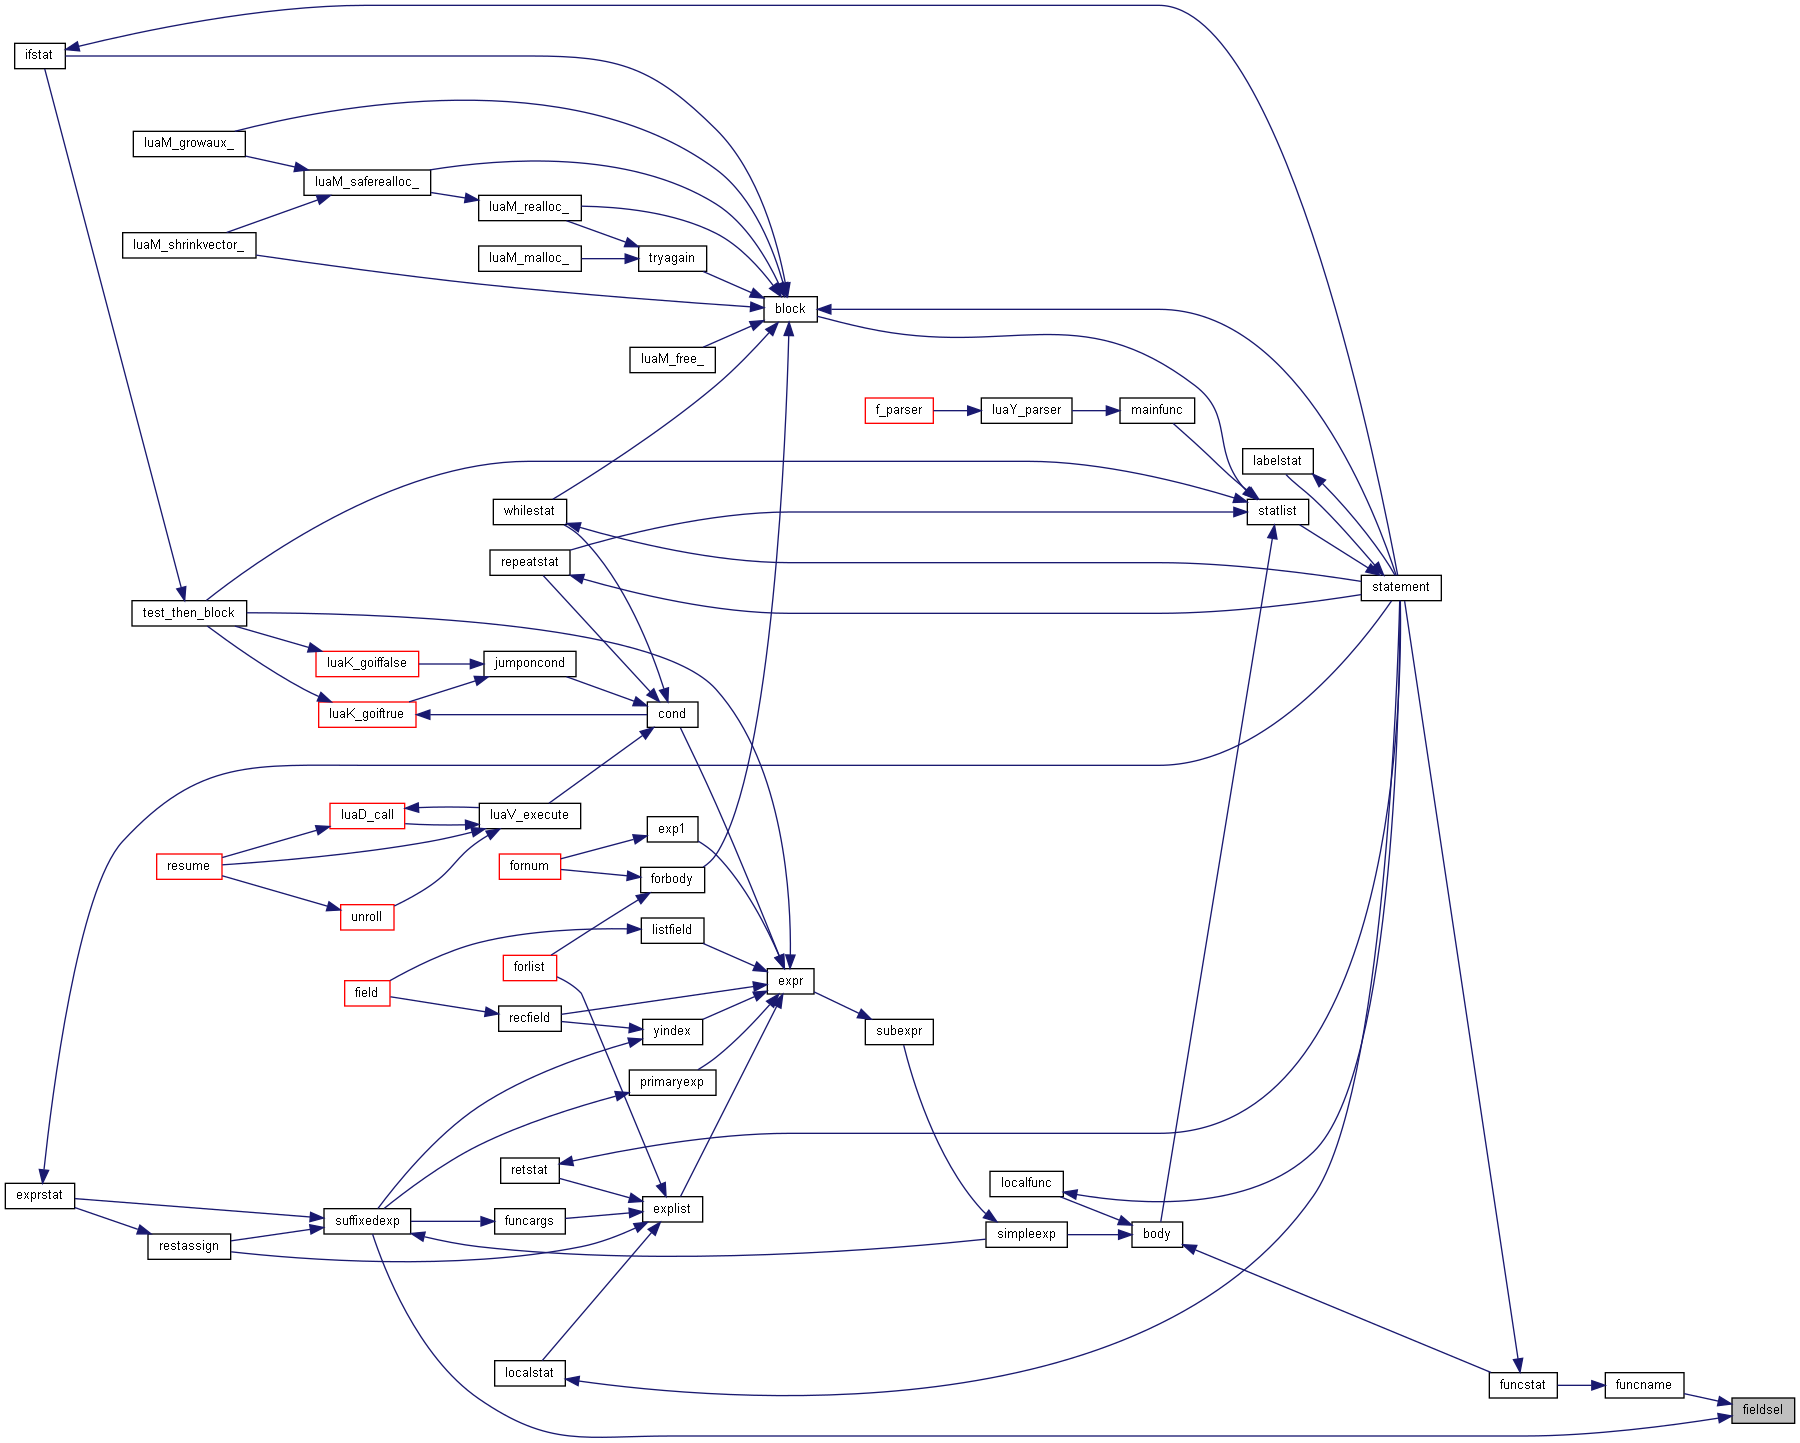 ifstat
luaM_growaux_
luaM_saferealloc_
luaM_realloc_
luaM_shrinkvector_
luaM_malloc_
tryagain
block
luaM_free_
f_parser
luaY_parser
mainfunc
labelstat
whilestat
statlist
repeatstat
statement
test_then_block
luaK_goiffalse
jumponcond
luaK_goiftrue
cond
luaD_call
luaV_execute
exp1
resume
fornum
forbody
unroll
listfield
forlist
expr
field
recfield
yindex
subexpr
primaryexp
retstat
localfunc
exprstat
explist
suffixedexp
funcargs
simpleexp
body
restassign
localstat
funcstat
funcname
fieldsel